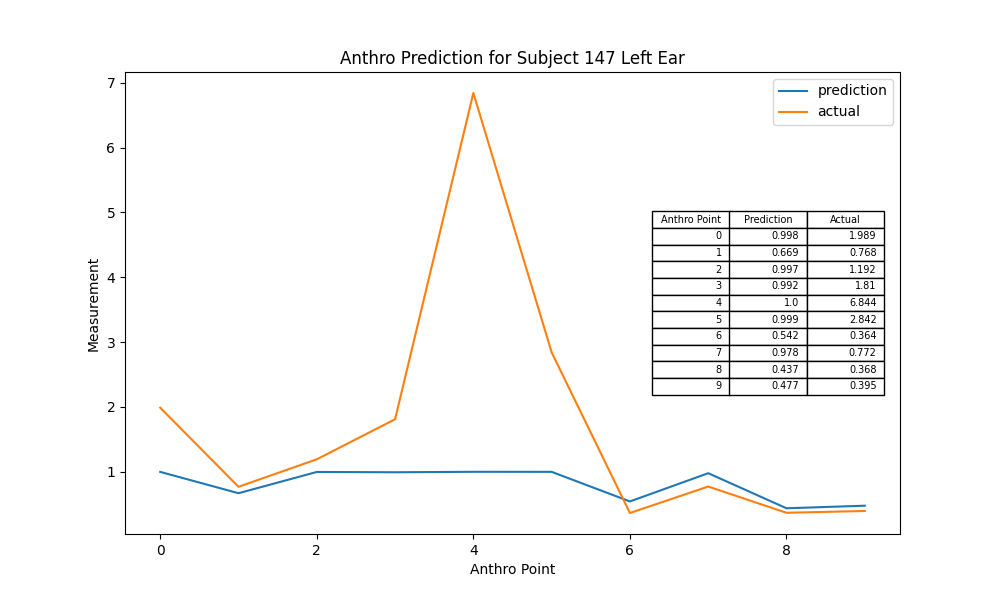 Anthro Prediction for Subject 147 Left Ear
7
6
5
4
3
2
1
Measurement
0 2 4 6 8
Anthro Point
prediction
actual
Anthro Point Prediction Actual
0 0.998 1.989
1 0.669 0.768
2 0.997 1.192
3 0.992 1.81
4 1.0 6.844
5 0.999 2.842
6 0.542 0.364
7 0.978 0.772
8 0.437 0.368
9 0.477 0.395